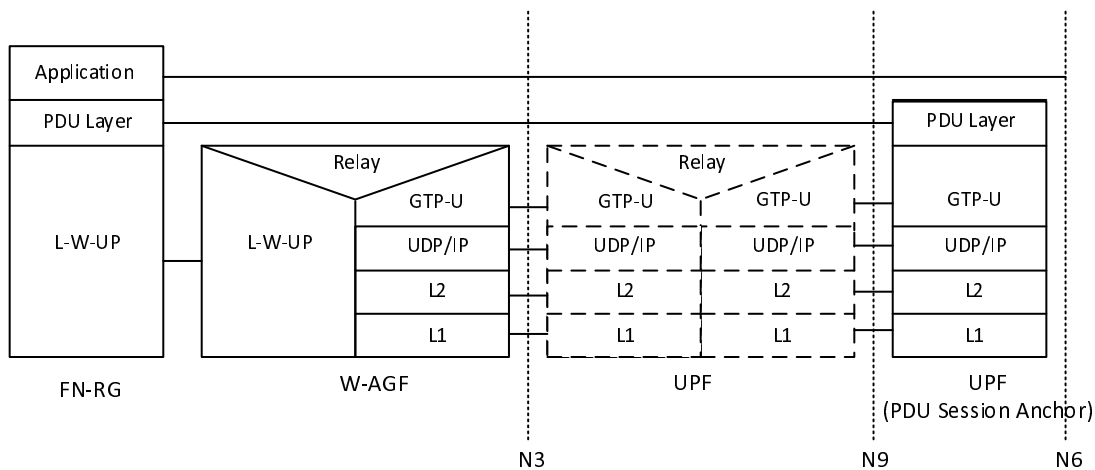 Application
PDU Layer
PDU Layer
Relay
Relay
GTP-U
GTP-U
GTP-U
GTP-U
L-W-UP
L-W-UP
UDP/IP
UDP/IP
UDP/IP
UDP/IP
L2
L2
L2
L2
L1
L1
L1
L1
FN-RG
W-AGF
UPF
UPF
(PDU Session Anchor)
N3
N9
N6